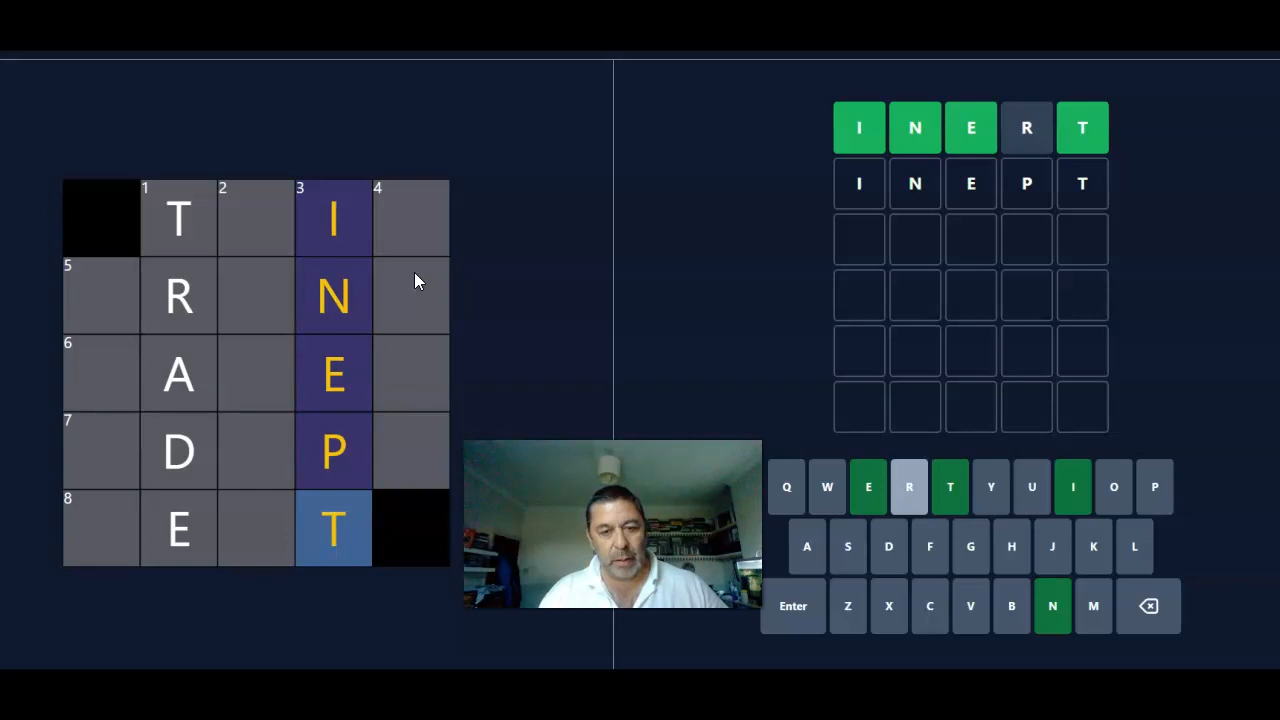 1 2 3 4
T I
5
R N
6
A E
7
D P
8
E T
I N E R T
I N E P T
Q W E R T Y U I O P
A S D F G H J K L
Enter Z X C V B N M